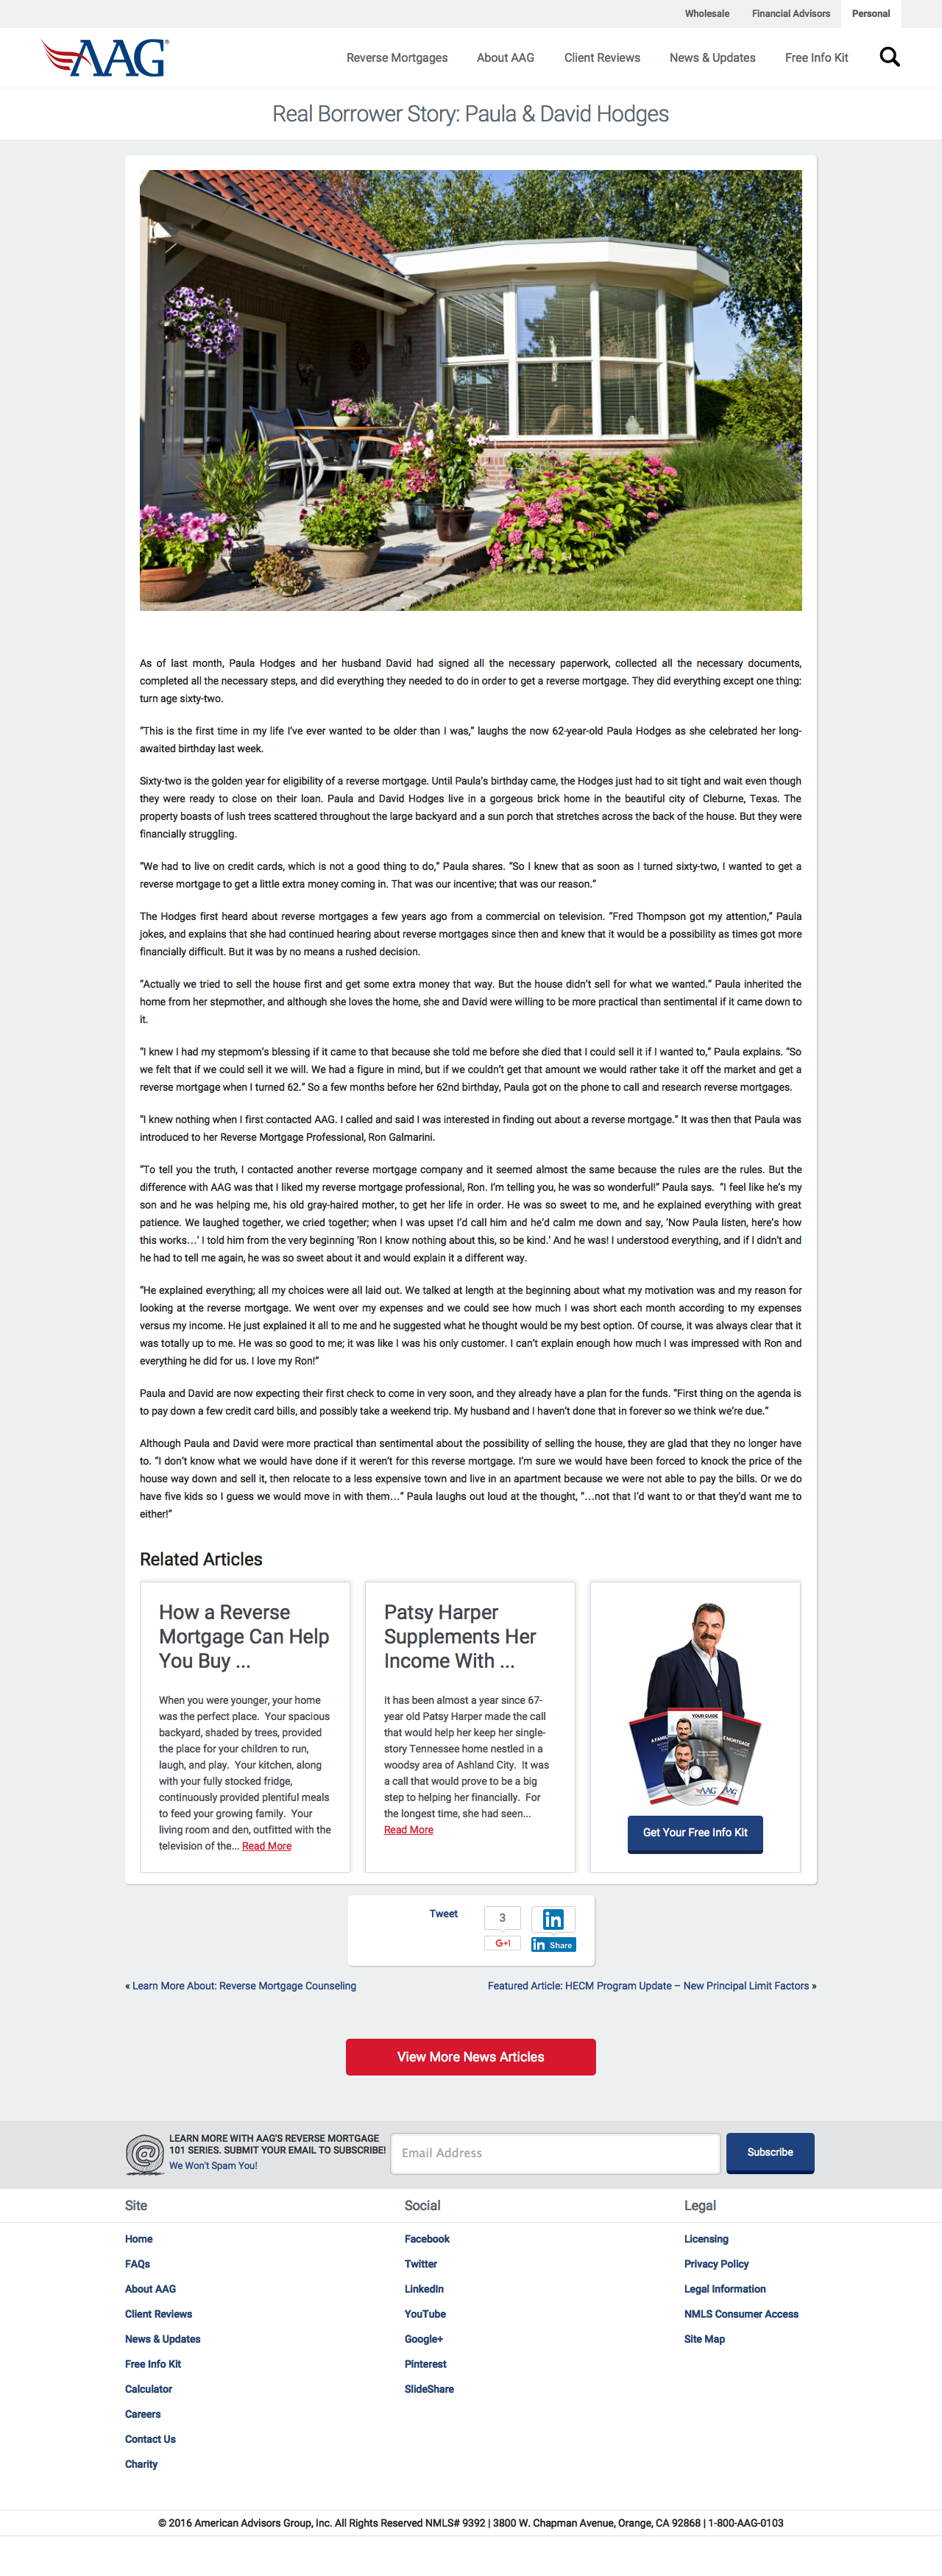 Wholesale Financial Advisors Personal
AAG®
Reverse Mortgages About AAG Client Reviews News & Updates Free Info Kit
Real Borrower Story: Paula & David Hodges
As of last month, Paula Hodges and her husband David had signed all the necessary paperwork, collected all the necessary documents,
completed all the necessary steps, and did everything they needed to do in order to get a reverse mortgage. They did everything except one thing:
turn age sixty-two.
“This is the first time in my life I’ve ever wanted to be older than I was,” laughs the now 62-year-old Paula Hodges as she celebrated her long-
awaited birthday last week.
Sixty-two is the golden year for eligibility of a reverse mortgage. Until Paula’s birthday came, the Hodges just had to sit tight and wait even though
they were ready to close on their loan. Paula and David Hodges live in a gorgeous brick home in the beautiful city of Cleburne, Texas. The
property boasts of lush trees scattered throughout the large backyard and a sun porch that stretches across the back of the house. But they were
financially struggling.
“We had to live on credit cards, which is not a good thing to do,” Paula shares. “So I knew that as soon as I turned sixty-two, I wanted to get a
reverse mortgage to get a little extra money coming in. That was our incentive; that was our reason.”
The Hodges first heard about reverse mortgages a few years ago from a commercial on television. “Fred Thompson got my attention,” Paula
jokes, and explains that she had continued hearing about reverse mortgages since then and knew that it would be a possibility as times got more
financially difficult. But it was by no means a rushed decision.
“Actually we tried to sell the house first and get some extra money that way. But the house didn’t sell for what we wanted.” Paula inherited the
home from her stepmother, and although she loves the home, she and David were willing to be more practical than sentimental if it came down to
it.
“I knew I had my stepmom’s blessing if it came to that because she told me before she died that I could sell it if I wanted to,” Paula explains. “So
we felt that if we could sell it we will. We had a figure in mind, but if we couldn’t get that amount we would rather take it off the market and get a
reverse mortgage when I turned 62.” So a few months before her 62nd birthday, Paula got on the phone to call and research reverse mortgages.
“I knew nothing when I first contacted AAG. I called and said I was interested in finding out about a reverse mortgage.” It was then that Paula was
introduced to her Reverse Mortgage Professional, Ron Galmarini.
“To tell you the truth, I contacted another reverse mortgage company and it seemed almost the same because the rules are the rules. But the
difference with AAG was that I liked my reverse mortgage professional, Ron. I’m telling you, he was so wonderful!” Paula says. “I feel like he’s my
son and he was helping me, his old gray-haired mother, to get her life in order. He was so sweet to me, and he explained everything with great
patience. We laughed together, we cried together; when I was upset I’d call him and he’d calm me down and say, ‘Now Paula listen, here’s how
this works…’ I told him from the very beginning ‘Ron I know nothing about this, so be kind.’ And he was! I understood everything, and if I didn’t and
he had to tell me again, he was so sweet about it and would explain it a different way.
“He explained everything; all my choices were all laid out. We talked at length at the beginning about what my motivation was and my reason for
looking at the reverse mortgage. We went over my expenses and we could see how much I was short each month according to my expenses
versus my income. He just explained it all to me and he suggested what he thought would be my best option. Of course, it was always clear that it
was totally up to me. He was so good to me; it was like I was his only customer. I can’t explain enough how much I was impressed with Ron and
everything he did for us. I love my Ron!”
Paula and David are now expecting their first check to come in very soon, and they already have a plan for the funds. “First thing on the agenda is
to pay down a few credit card bills, and possibly take a weekend trip. My husband and I haven’t done that in forever so we think we’re due.”
Although Paula and David were more practical than sentimental about the possibility of selling the house, they are glad that they no longer have
to. “I don’t know what we would have done if it weren’t for this reverse mortgage. I’m sure we would have been forced to knock the price of the
house way down and sell it, then relocate to a less expensive town and live in an apartment because we were not able to pay the bills. Or we do
have five kids so I guess we would move in with them…” Paula laughs out loud at the thought, “…not that I’d want to or that they’d want me to
either!”
Related Articles
How a Reverse
Mortgage Can Help
You Buy ...
When you were younger, your home
was the perfect place. Your spacious
backyard, shaded by trees, provided
the place for your children to run,
laugh, and play. Your kitchen, along
with your fully stocked fridge,
continuously provided plentiful meals
to feed your growing family. Your
living room and den, outfitted with the
television of the... Read More
Patsy Harper
Supplements Her
Income With ...
It has been almost a year since 67-
year old Patsy Harper made the call
that would help her keep her single-
story Tennessee home nestled in a
woodsy area of Ashland City. It was
a call that would prove to be a big
step to helping her financially. For
the longest time, she had seen...
Read More
YOUR GUIDE
AAG
Get Your Free Info Kit
Tweet
3
G+1
in
in Share
« Learn More About: Reverse Mortgage Counseling
Featured Article: HECM Program Update – New Principal Limit Factors »
View More News Articles
@
LEARN MORE WITH AAG'S REVERSE MORTGAGE
101 SERIES. SUBMIT YOUR EMAIL TO SUBSCRIBE!
We Won't Spam You!
Email Address
Subscribe
Site
Home
FAQs
About AAG
Client Reviews
News & Updates
Free Info Kit
Calculator
Careers
Contact Us
Charity
Social
Facebook
Twitter
LinkedIn
YouTube
Google+
Pinterest
SlideShare
Legal
Licensing
Privacy Policy
Legal Information
NMLS Consumer Access
Site Map
© 2016 American Advisors Group, Inc. All Rights Reserved NMLS# 9392 | 3800 W. Chapman Avenue, Orange, CA 92868 | 1-800-AAG-0103